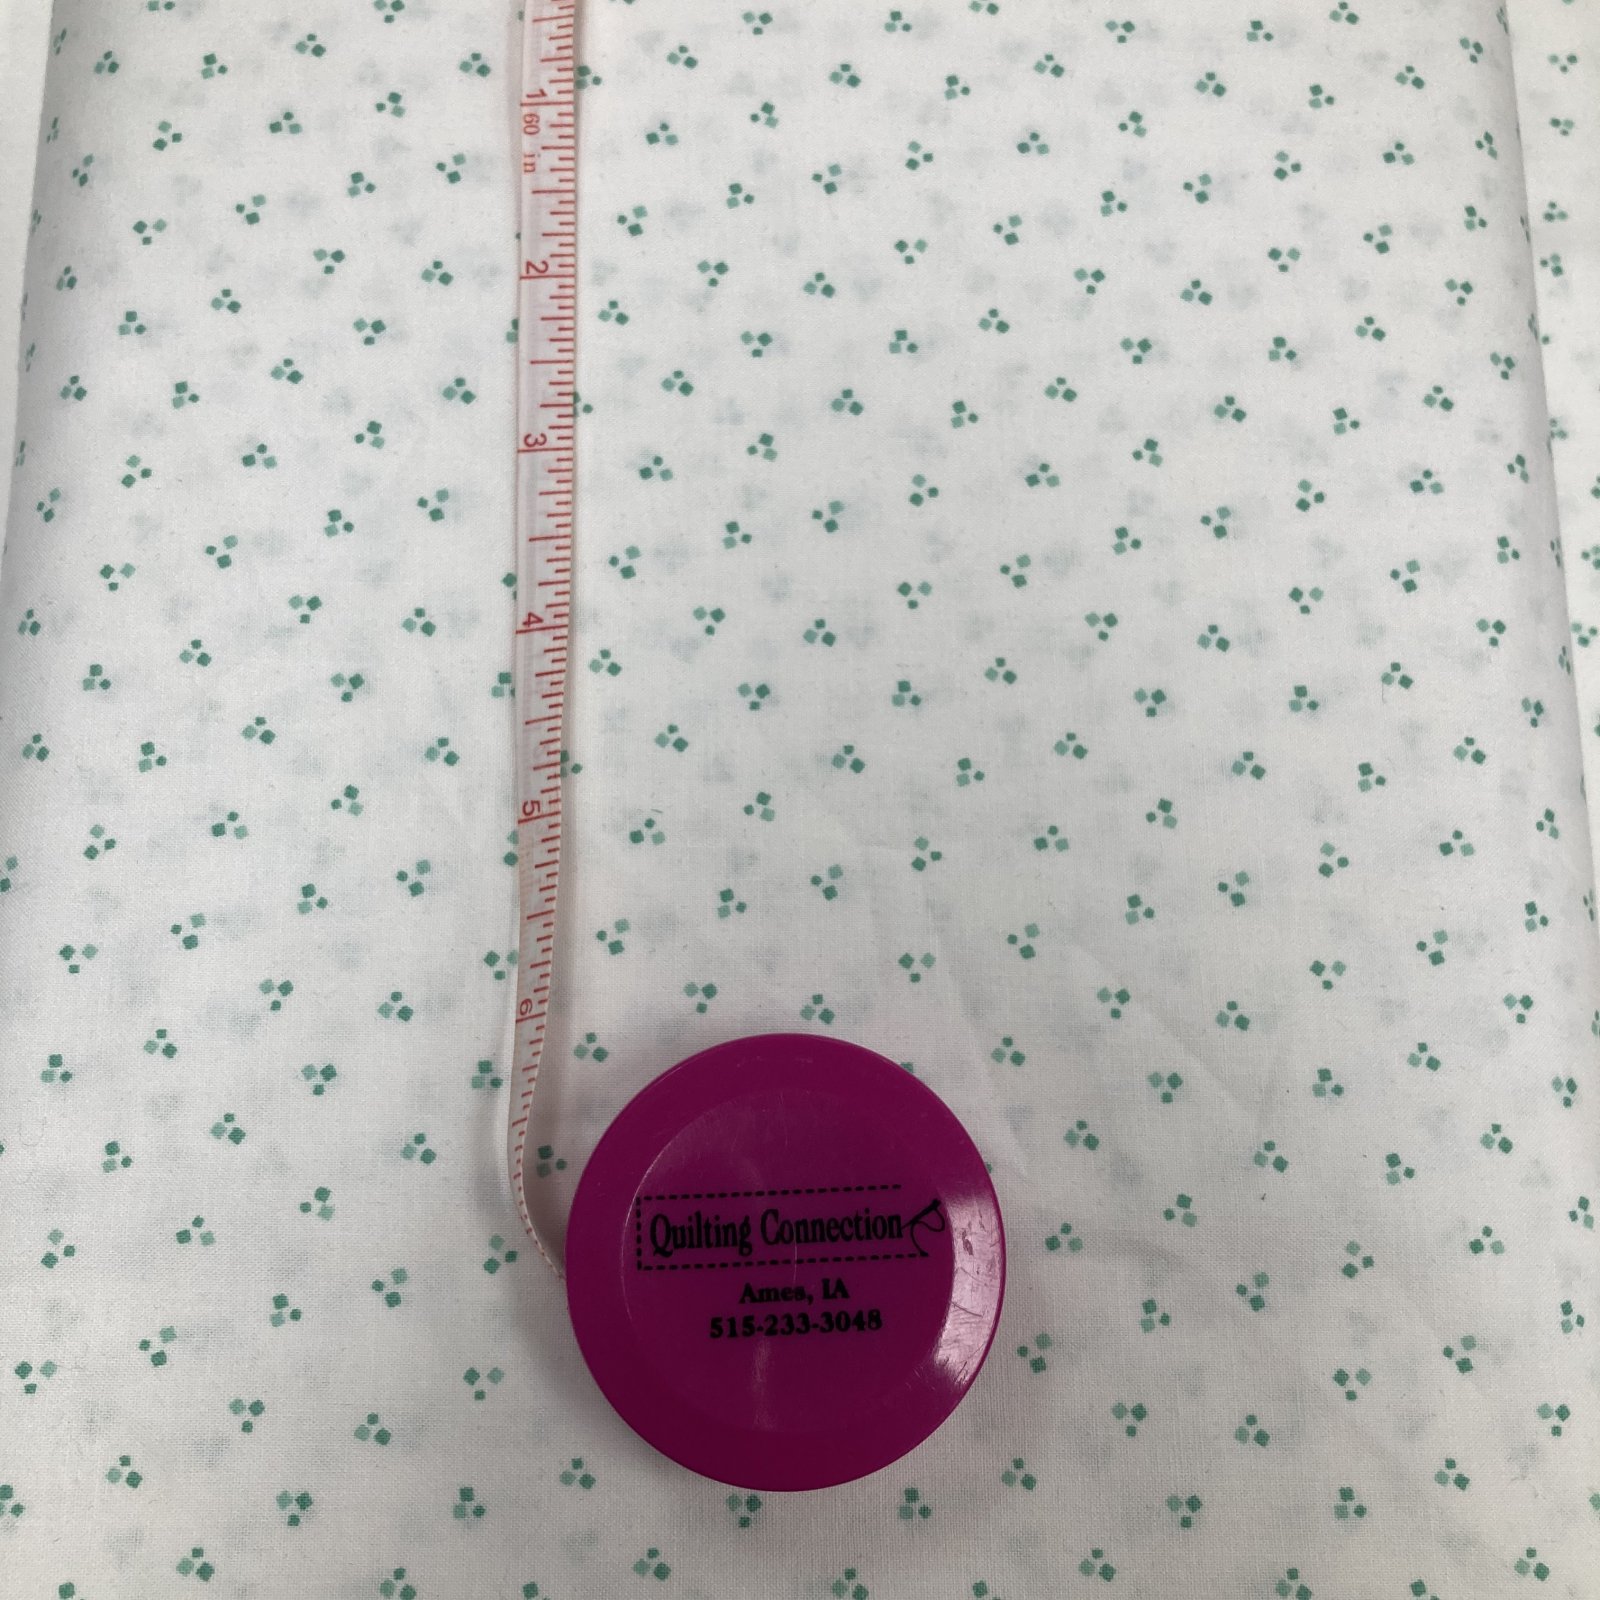 1
60 in
2
3
4
5
6
Quilting Connection
Ames, IA
515-233-3048